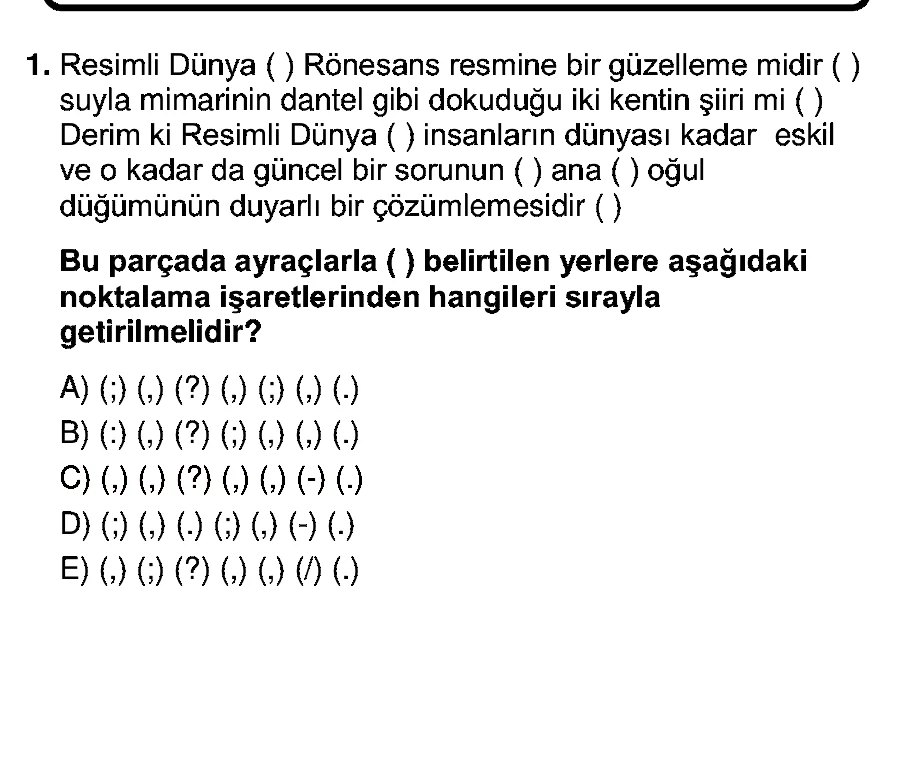 1. Resimli Dünya ( ) Rönesans resmine bir güzelleme midir ( )
suyla mimarinin dantel gibi dokuduğu iki kentin şiiri mi ( )
Derim ki Resimli Dünya ( ) insanların dünyası kadar eskil
ve o kadar da güncel bir sorunun ( ) ana ( ) oğul
düğümünün duyarlı bir çözümlemesidir ( )
Bu parçada ayraçlarla ( ) belirtilen yerlere aşağıdaki
noktalama işaretlerinden hangileri sırayla
getirilmelidir?
A) (;) (,) (?) (,) (;) (,) (.)
B) (:) (,) (?) (;) (,) (,) (.)
C) (,) (,) (?) (,) (,) (-) (.)
D) (;) (,) (.) (;) (,) (-) (.)
E) (,) (;) (?) (,) (,) (/) (.)